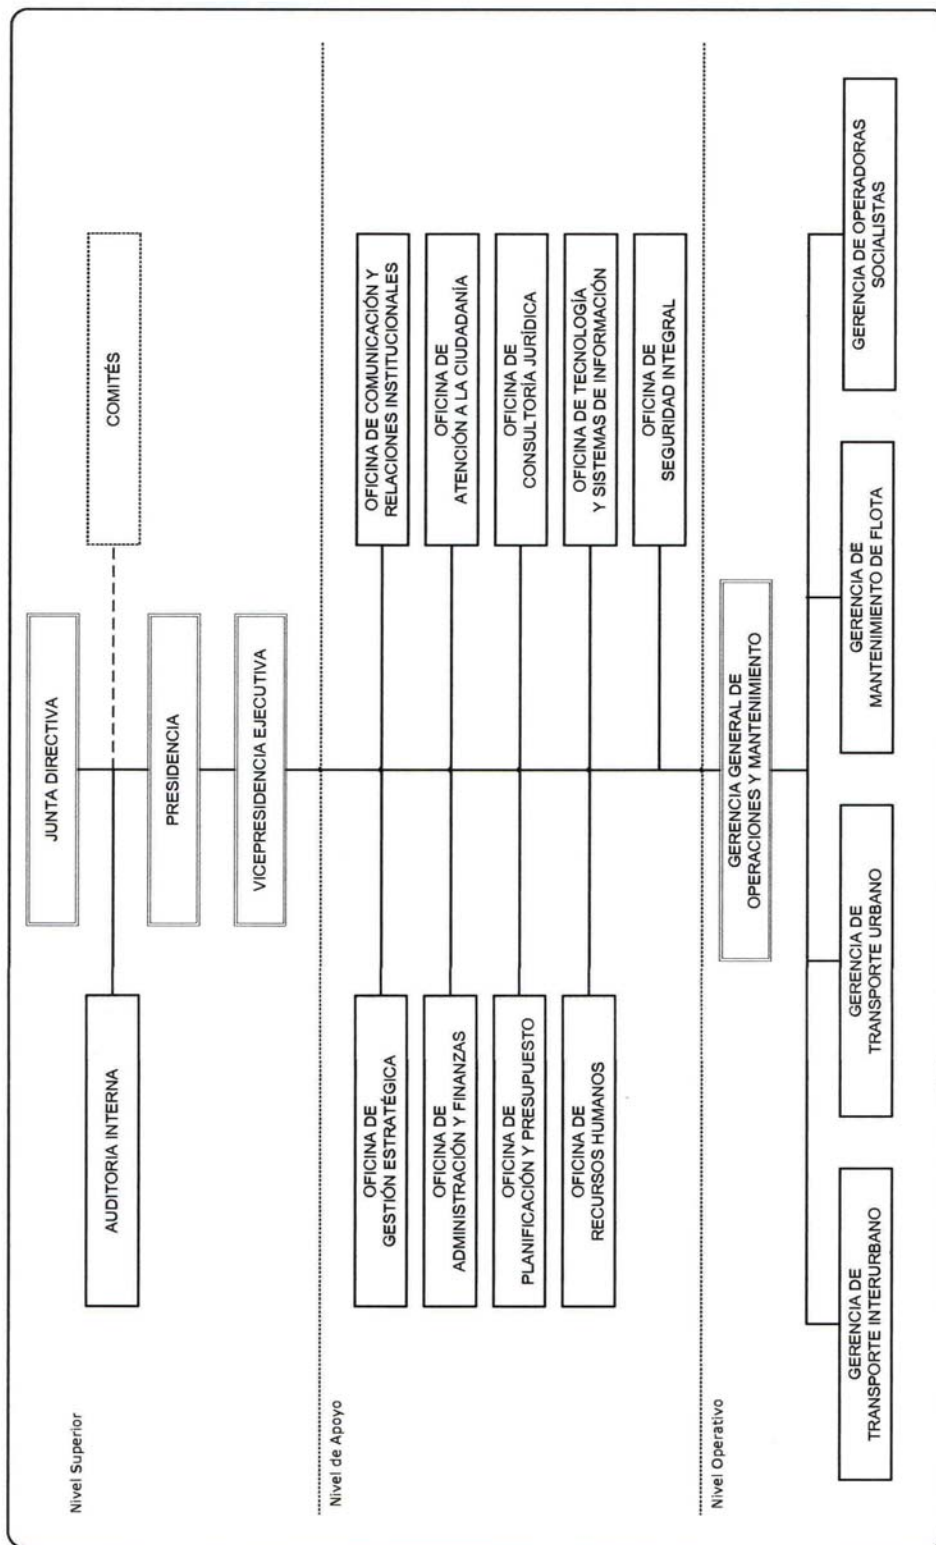 Nivel Superior
JUNTA DIRECTIVA
AUDITORIA INTERNA
COMITÉS
PRESIDENCIA
VICEPRESIDENCIA EJECUTIVA
Nivel de Apoyo
OFICINA DE
GESTIÓN ESTRATÉGICA
OFICINA DE COMUNICACIÓN Y
RELACIONES INSTITUCIONALES
OFICINA DE
ADMINISTRACIÓN Y FINANZAS
OFICINA DE
ATENCIÓN A LA CIUDADANÍA
OFICINA DE
PLANIFICACIÓN Y PRESUPUESTO
OFICINA DE
CONSULTORÍA JURÍDICA
OFICINA DE
RECURSOS HUMANOS
OFICINA DE TECNOLOGÍA
Y SISTEMAS DE INFORMACIÓN
OFICINA DE
SEGURIDAD INTEGRAL
Nivel Operativo
GERENCIA GENERAL DE
OPERACIONES Y MANTENIMIENTO
GERENCIA DE
TRANSPORTE INTERURBANO
GERENCIA DE
TRANSPORTE URBANO
GERENCIA DE
MANTENIMIENTO DE FLOTA
GERENCIA DE OPERADORAS
SOCIALISTAS